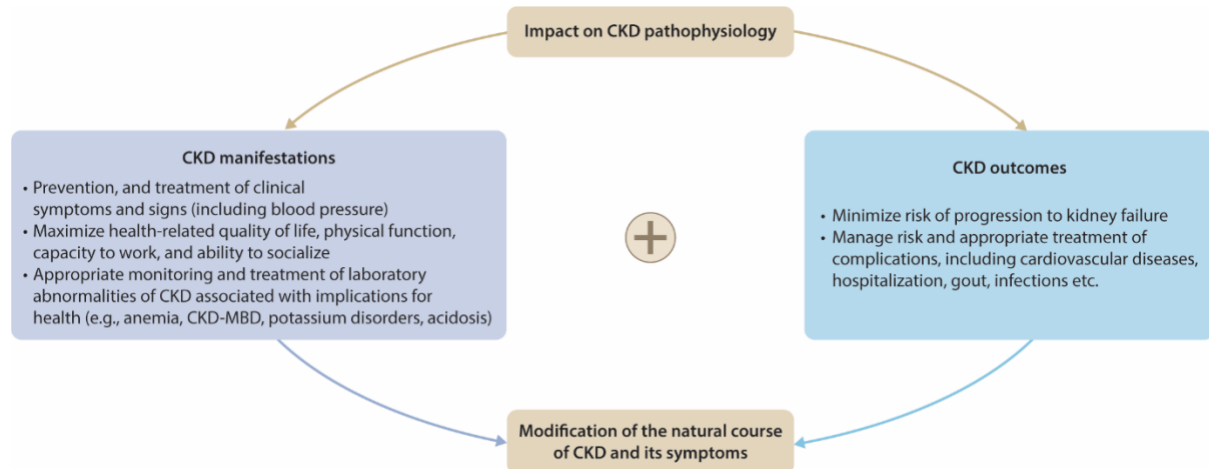 Impact on CKD pathophysiology
CKD manifestations
• Prevention, and treatment of clinical
symptoms and signs (including blood pressure)
• Maximize health-related quality of life, physical function,
capacity to work, and ability to socialize
• Appropriate monitoring and treatment of laboratory
abnormalities of CKD associated with implications for
health (e.g., anemia, CKD-MBD, potassium disorders, acidosis)
+
CKD outcomes
• Minimize risk of progression to kidney failure
• Manage risk and appropriate treatment of
complications, including cardiovascular diseases,
hospitalization, gout, infections etc.
Modification of the natural course
of CKD and its symptoms